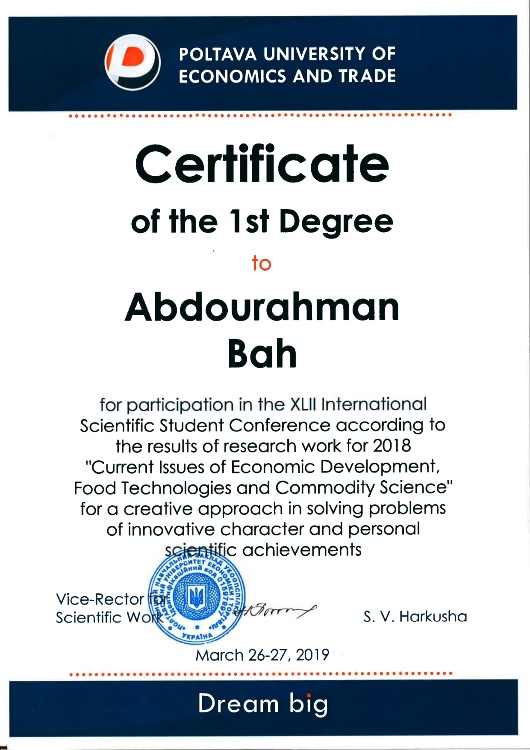 POLTAVA UNIVERSITY OF
ECONOMICS AND TRADE
Certificate
of the 1st Degree
to
Abdourahman
Bah
for participation in the XLII International
Scientific Student Conference according to
the results of research work for 2018
"Current Issues of Economic Development,
Food Technologies and Commodity Science"
for a creative approach in solving problems
of innovative character and personal
scientific achievements
Vice-Rector for
Scientific Work
S. V. Harkusha
УКРАЇНА
March 26-27, 2019
Dream big